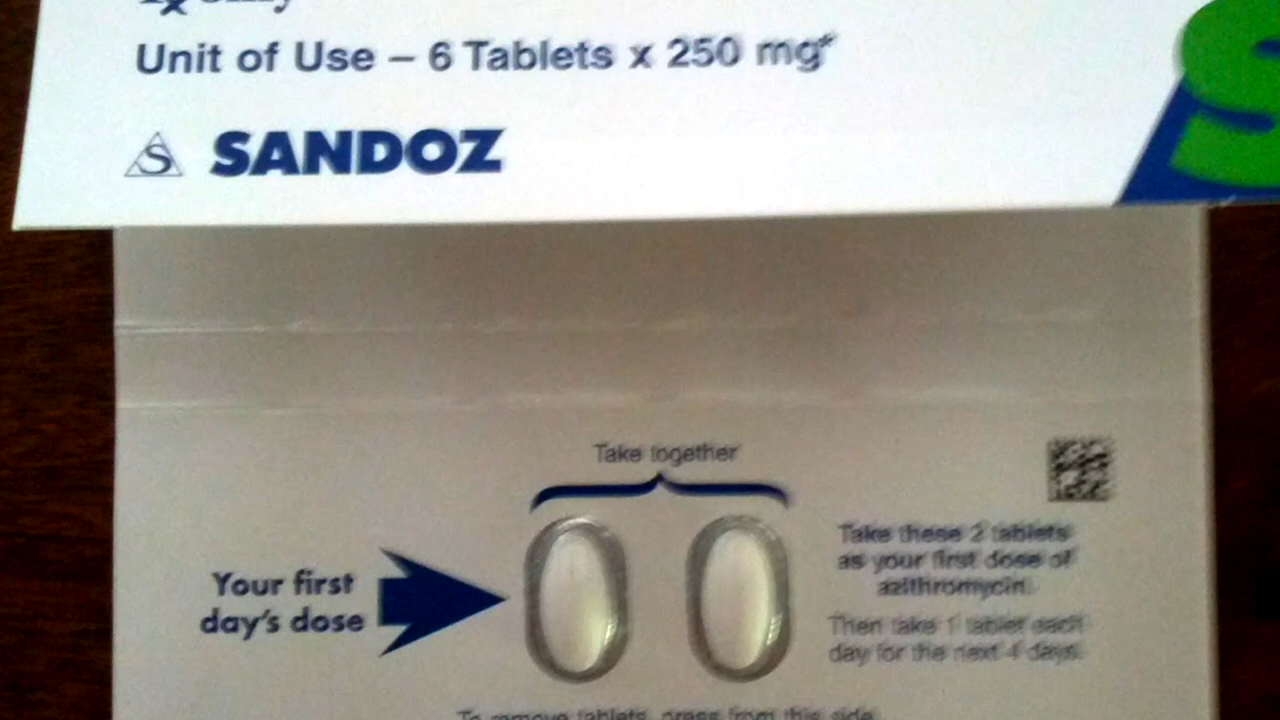 Rx only
Unit of Use – 6 Tablets x 250 mg*
S SANDOZ
S
Take together
Your first
day's dose
Take these 2 tablets
as your first dose of
azithromycin.
Then take 1 tablet each
day for the next 4 days.
To remove tablets, press from this side.